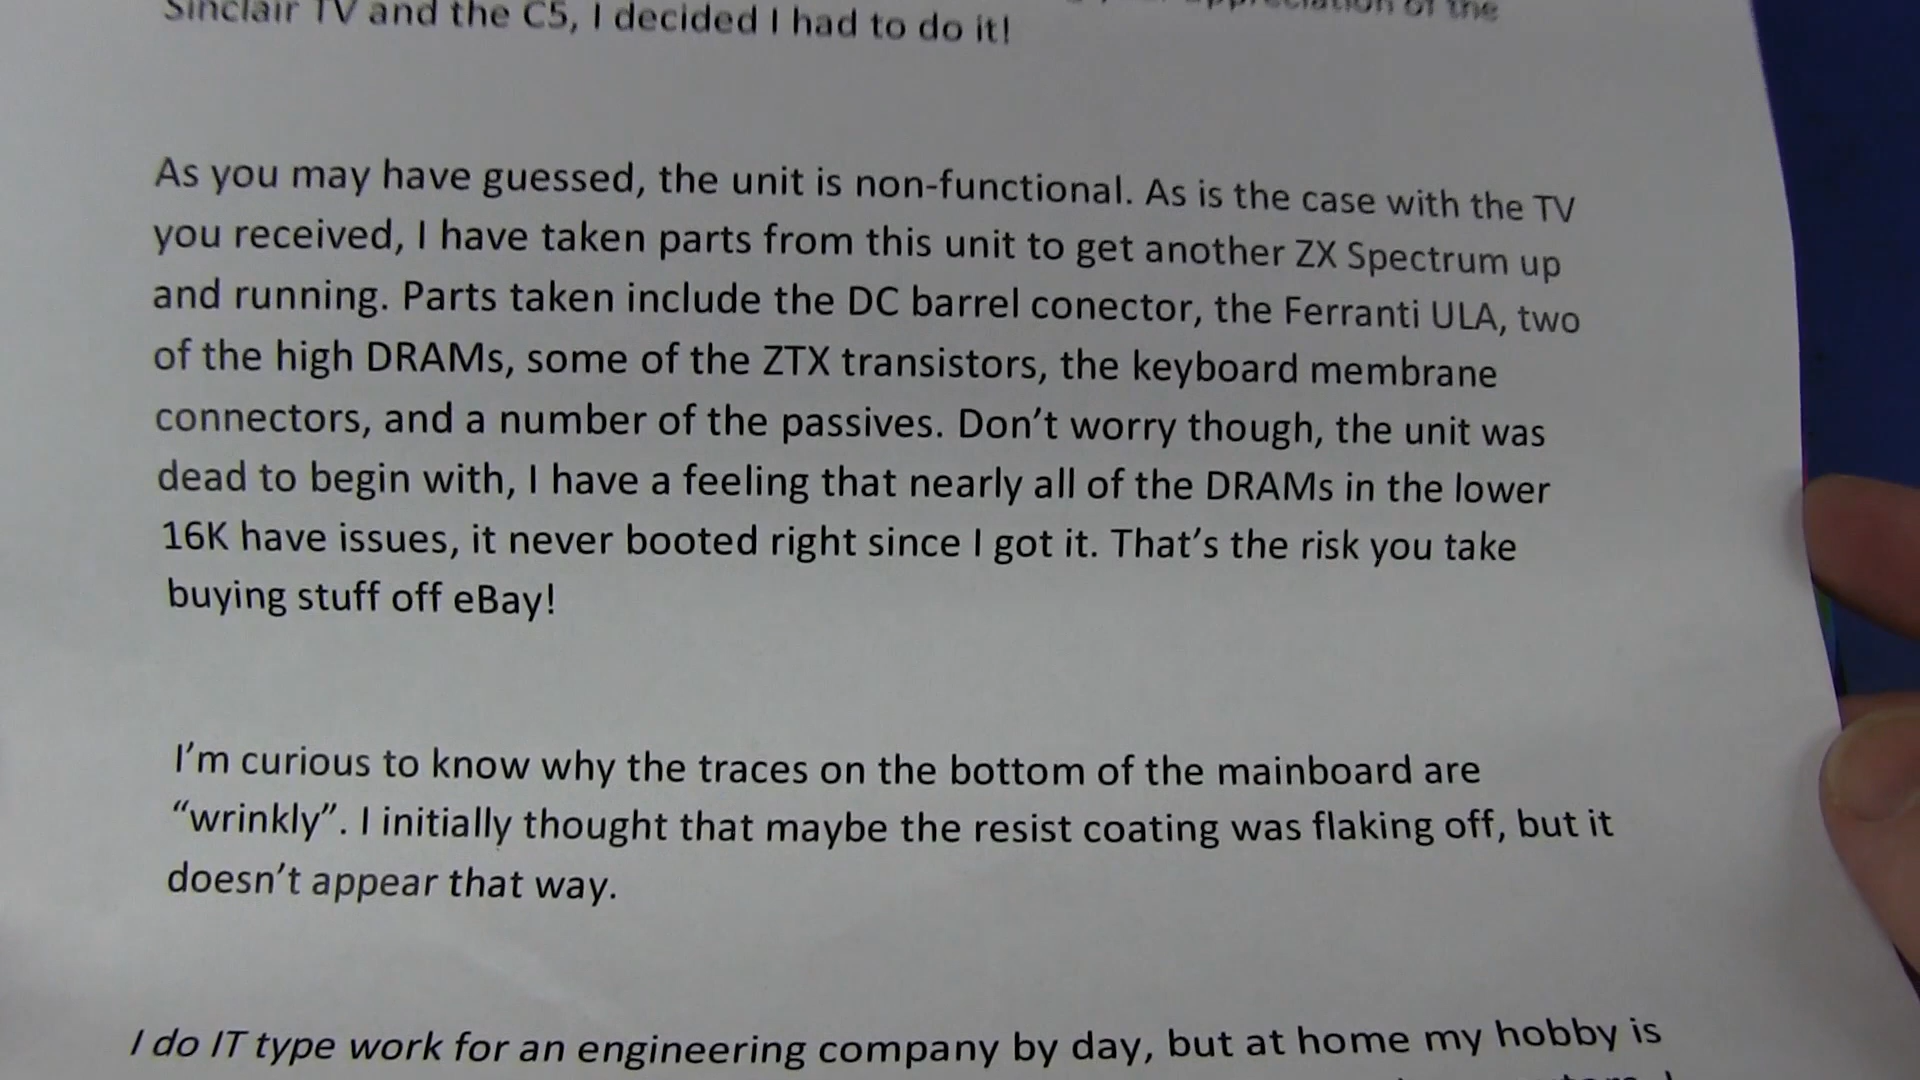 Sinclair TV and the C5, I decided I had to do it! appreciation of the
As you may have guessed, the unit is non-functional. As is the case with the TV
you received, I have taken parts from this unit to get another ZX Spectrum up
and running. Parts taken include the DC barrel conector, the Ferranti ULA, two
of the high DRAMs, some of the ZTX transistors, the keyboard membrane
connectors, and a number of the passives. Don’t worry though, the unit was
dead to begin with, I have a feeling that nearly all of the DRAMs in the lower
16K have issues, it never booted right since I got it. That’s the risk you take
buying stuff off eBay!
I’m curious to know why the traces on the bottom of the mainboard are
“wrinkly”. I initially thought that maybe the resist coating was flaking off, but it
doesn’t appear that way.
I do IT type work for an engineering company by day, but at home my hobby is